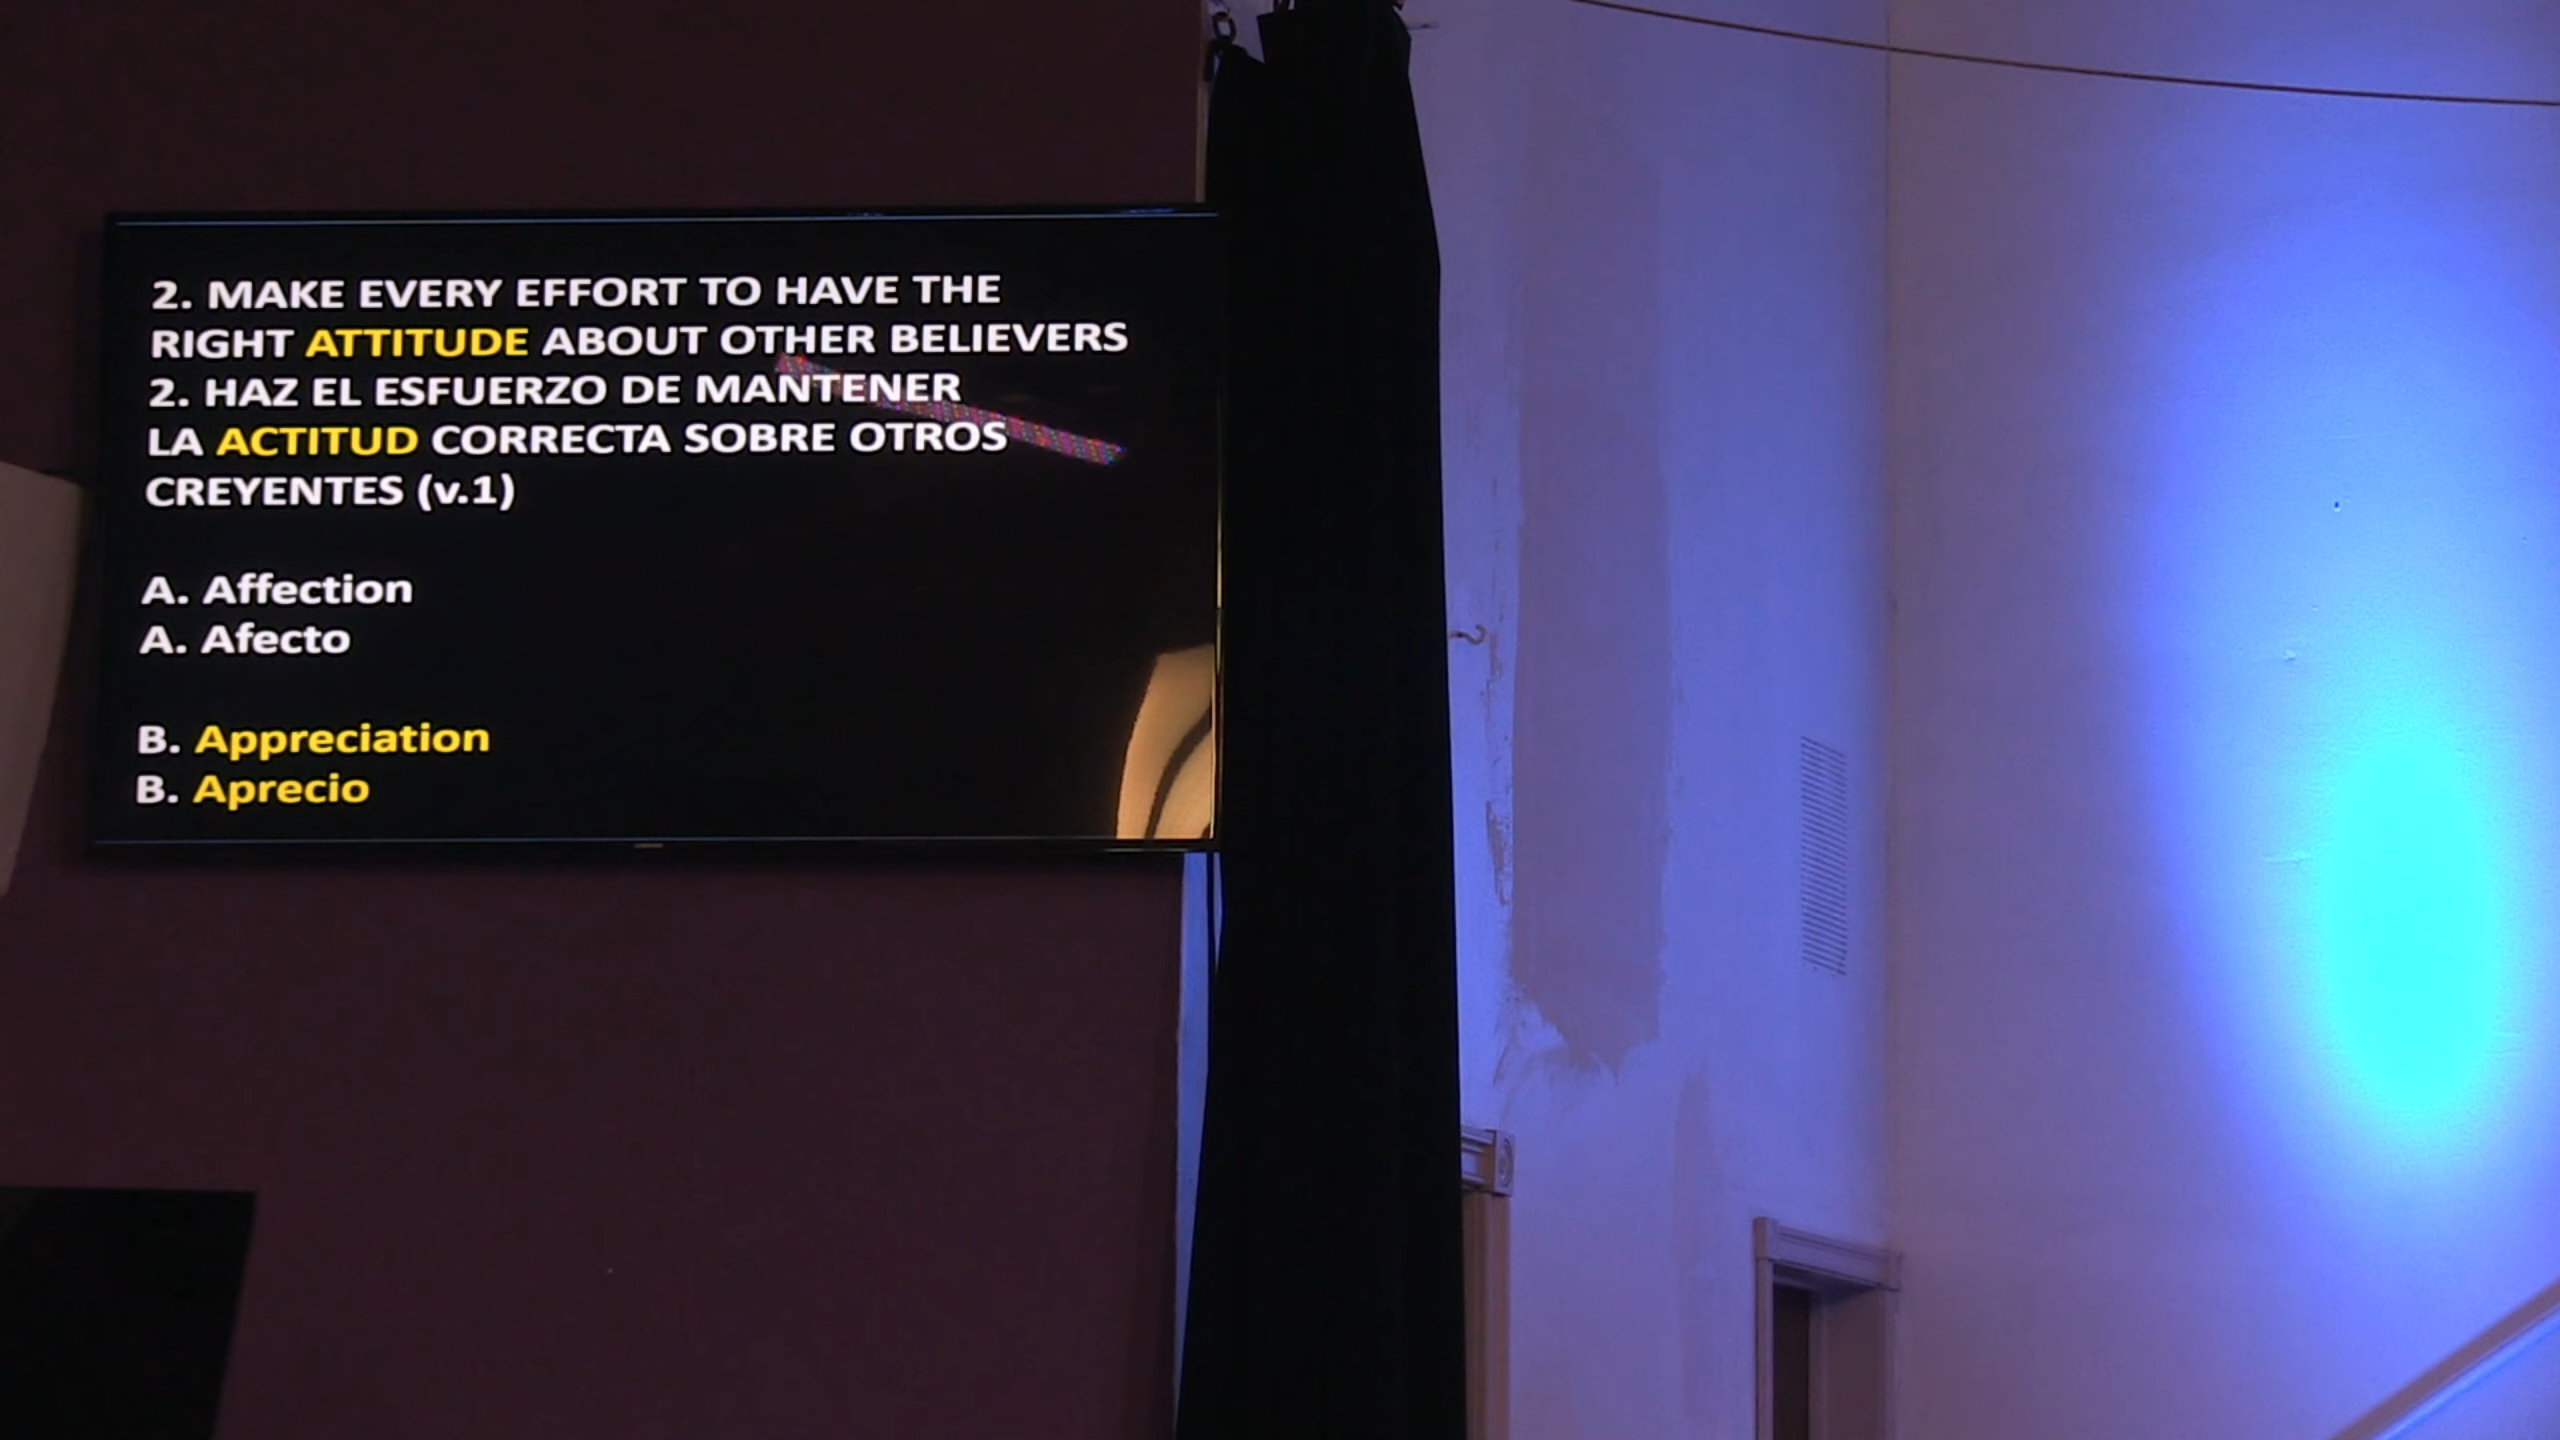 2. MAKE EVERY EFFORT TO HAVE THE
RIGHT ATTITUDE ABOUT OTHER BELIEVERS
2. HAZ EL ESFUERZO DE MANTENER
LA ACTITUD CORRECTA SOBRE OTROS
CREYENTES (v.1)
A. Affection
A. Afecto
B. Appreciation
B. Aprecio